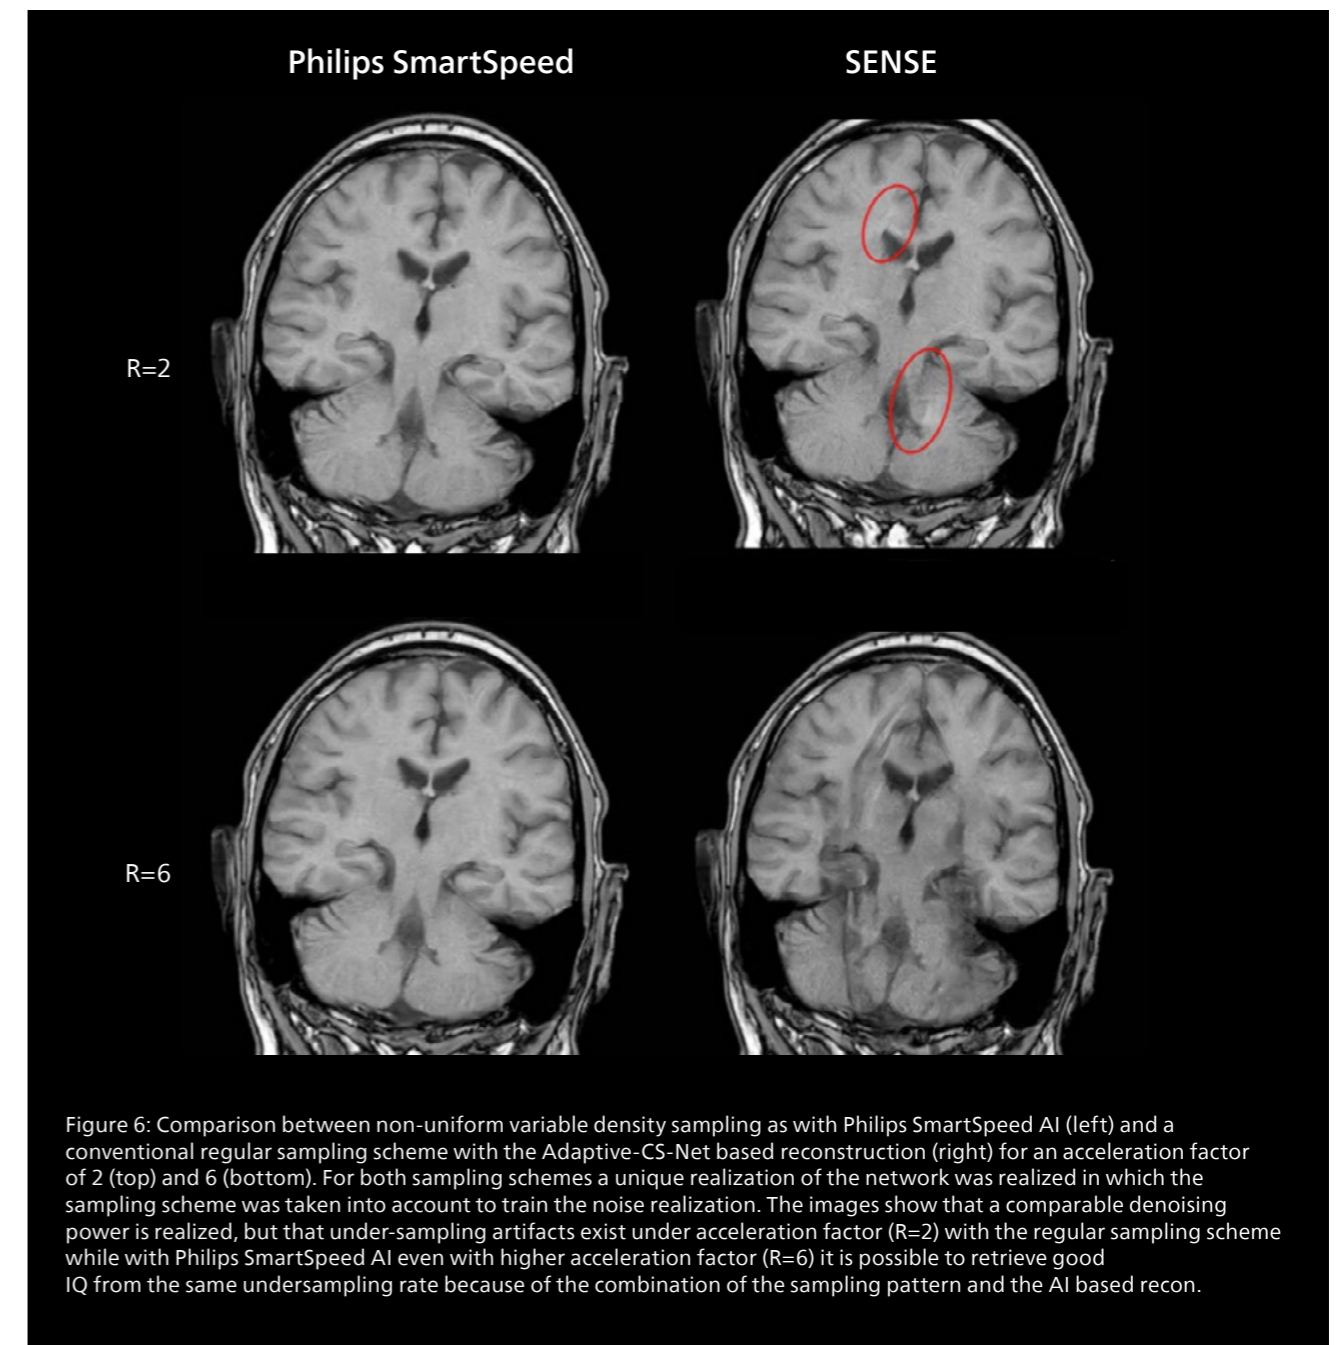 Philips SmartSpeed
SENSE
R=2
R=6
Figure 6: Comparison between non-uniform variable density sampling as with Philips SmartSpeed AI (left) and a
conventional regular sampling scheme with the Adaptive-CS-Net based reconstruction (right) for an acceleration factor
of 2 (top) and 6 (bottom). For both sampling schemes a unique realization of the network was realized in which the
sampling scheme was taken into account to train the noise realization. The images show that a comparable denoising
power is realized, but that under-sampling artifacts exist under acceleration factor (R=2) with the regular sampling scheme
while with Philips SmartSpeed AI even with higher acceleration factor (R=6) it is possible to retrieve good
IQ from the same undersampling rate because of the combination of the sampling pattern and the AI based recon.